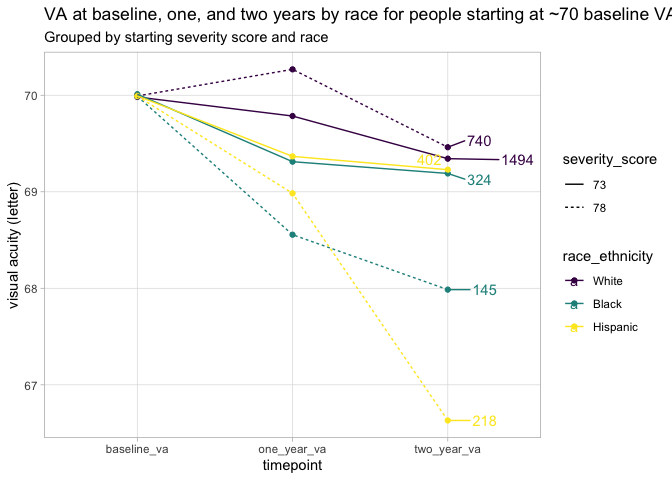 VA at baseline, one, and two years by race for people starting at ~70 baseline VA
Grouped by starting severity score and race
visual acuity (letter)
70
69
68
67
740
1494
402
324
145
218
baseline_va
one_year_va
two_year_va
timepoint
severity_score
73
78
race_ethnicity
a White
a Black
a Hispanic